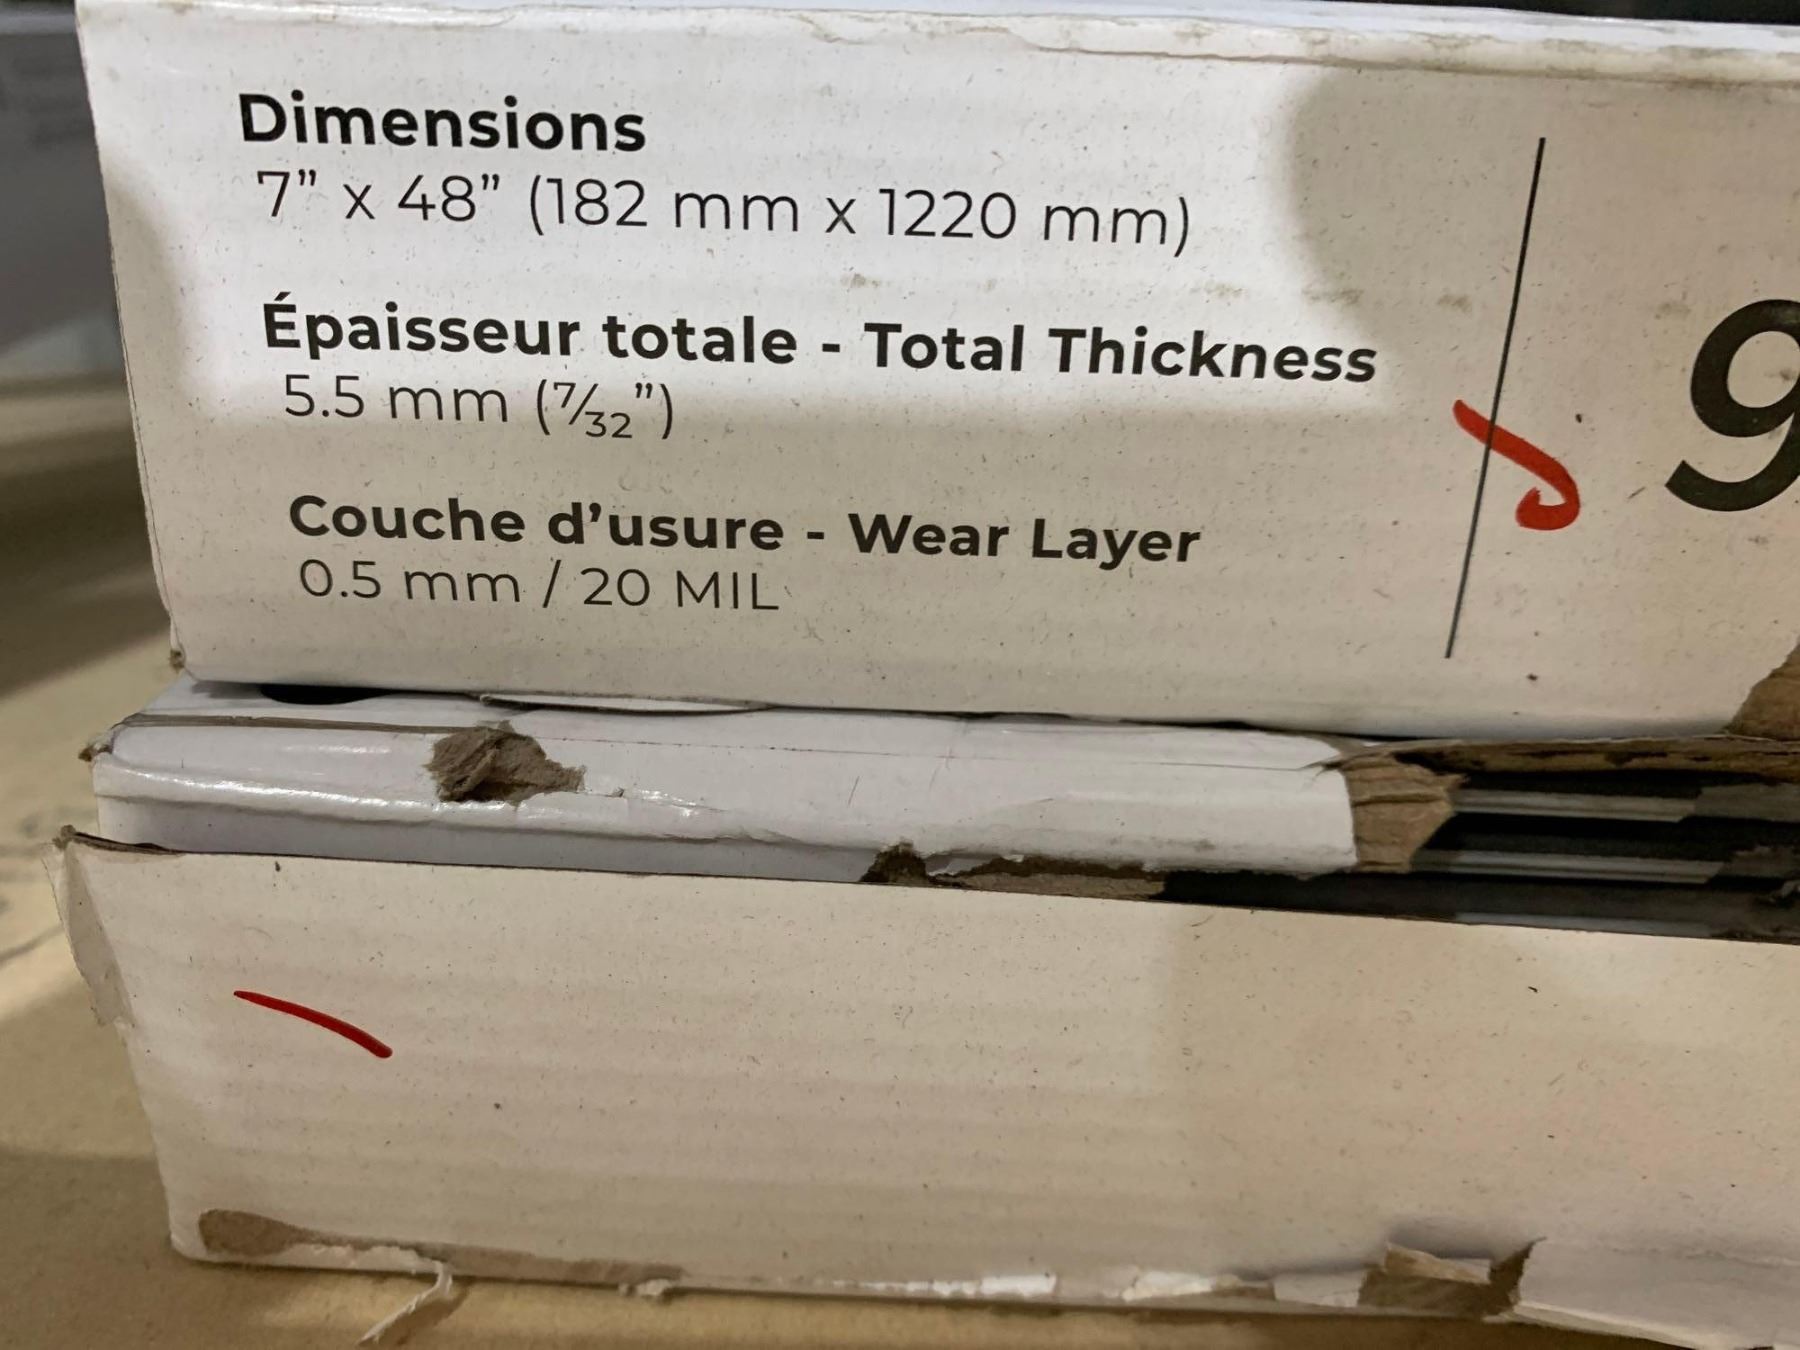 Dimensions
7" x 48" (182 mm x 1220 mm)
Épaisseur totale - Total Thickness
5.5 mm (7/32")
Couche d'usure - Wear Layer
0.5 mm / 20 MIL
9